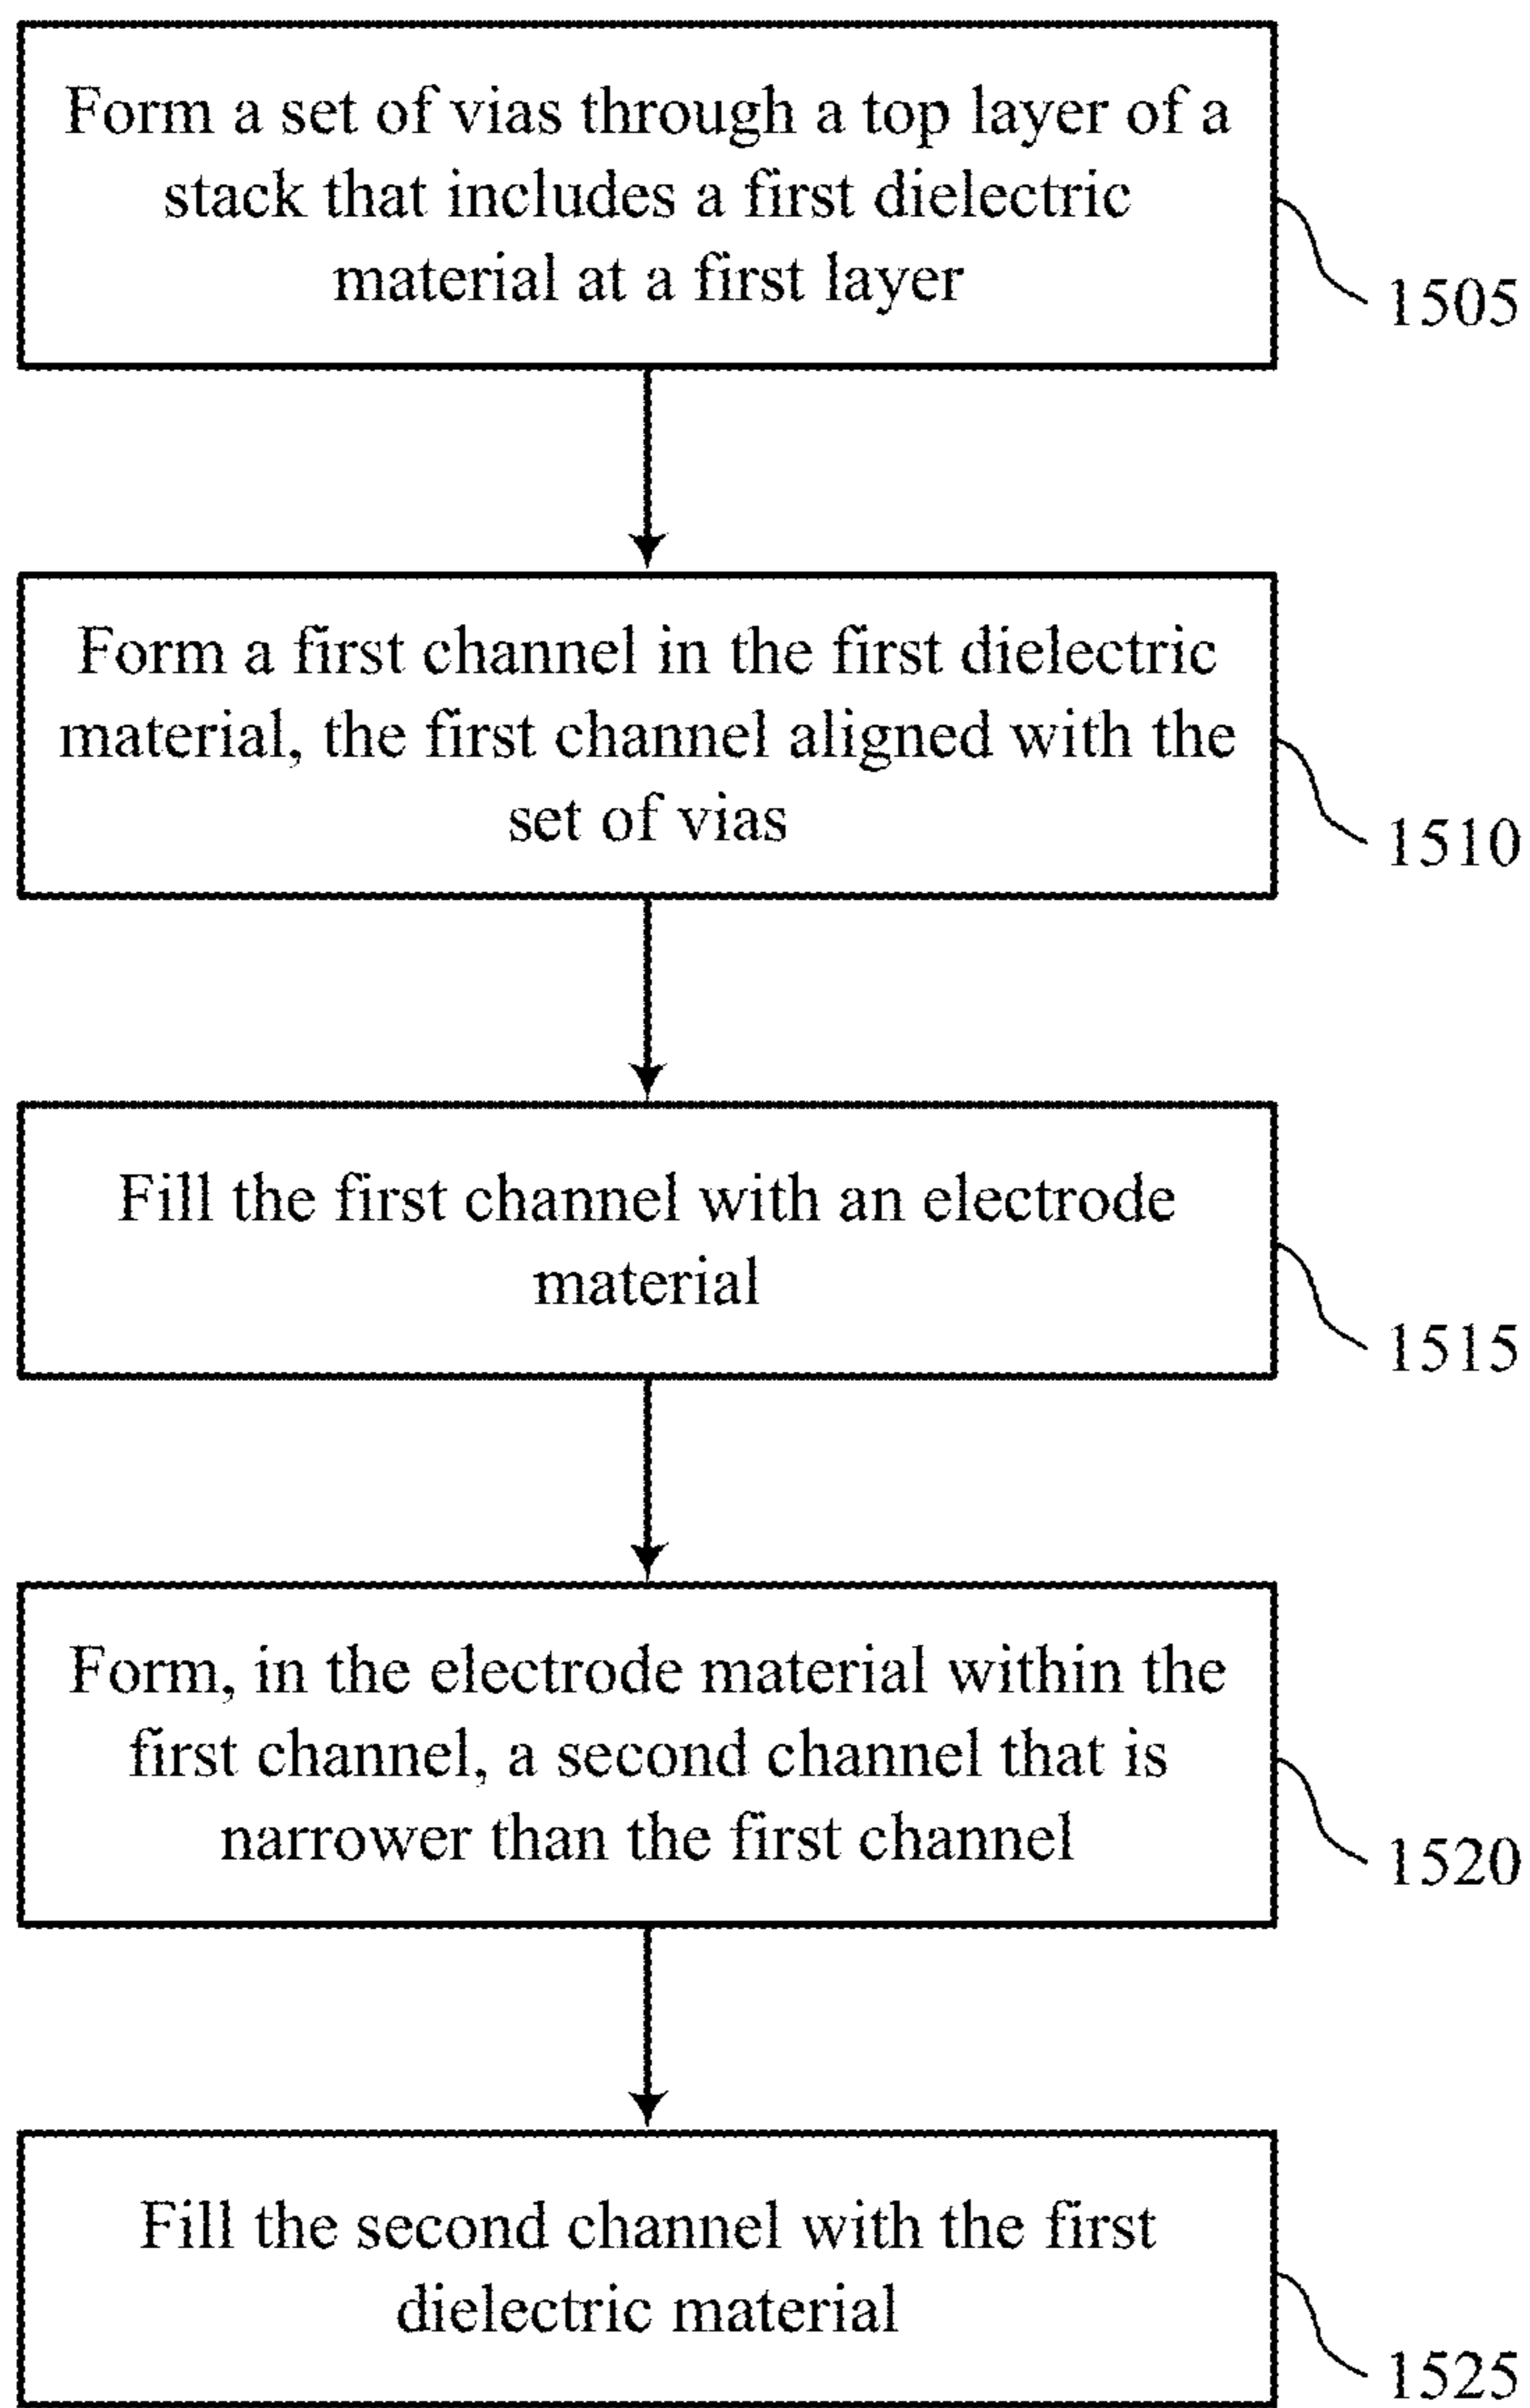 Form a set of vias through a top layer of a
stack that includes a first dielectric
material at a first layer
1505
Form a first channel in the first dielectric
material, the first channel aligned with the
set of vias
1510
Fill the first channel with an electrode
material
1515
Form, in the electrode material within the
first channel, a second channel that is
narrower than the first channel
1520
Fill the second channel with the first
dielectric material
1525